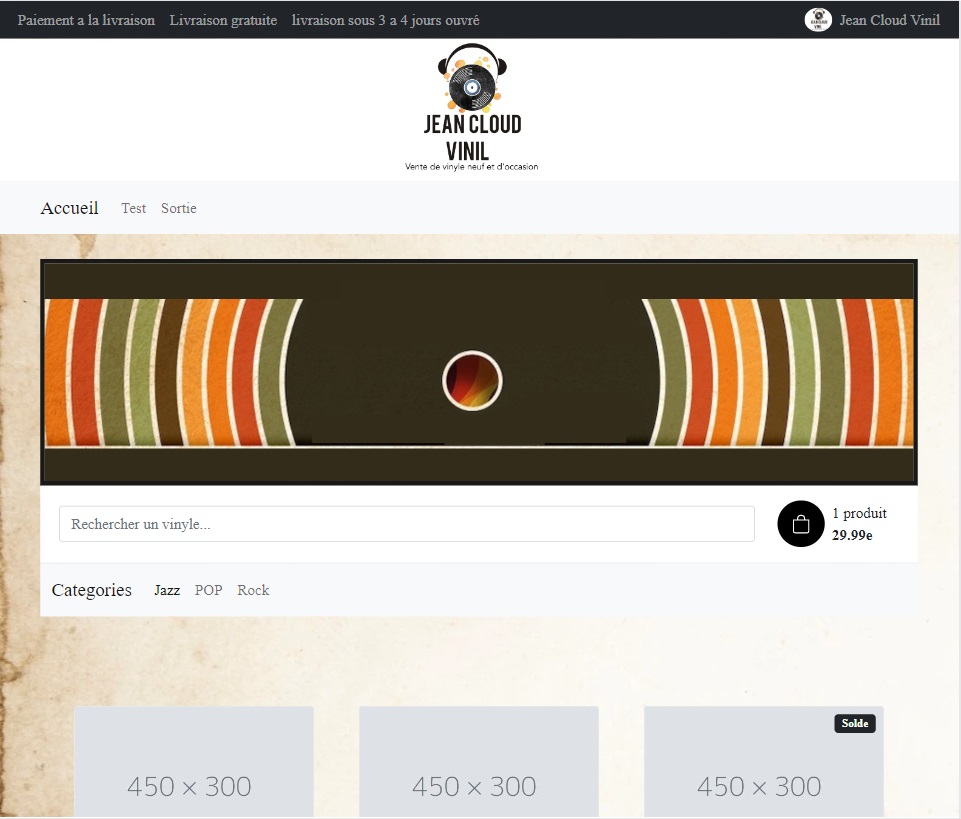 Paiement a la livraison Livraison gratuite livraison sous 3 a 4 jours ouvré Jean Cloud Vinil
JEAN CLOUD
VINIL
Vente de vinyle neuf et d'occasion
Accueil Test Sortie
Rechercher un vinyle...
1 produit
29.99e
Categories Jazz POP Rock
Solde
450 × 300 450 × 300 450 × 300